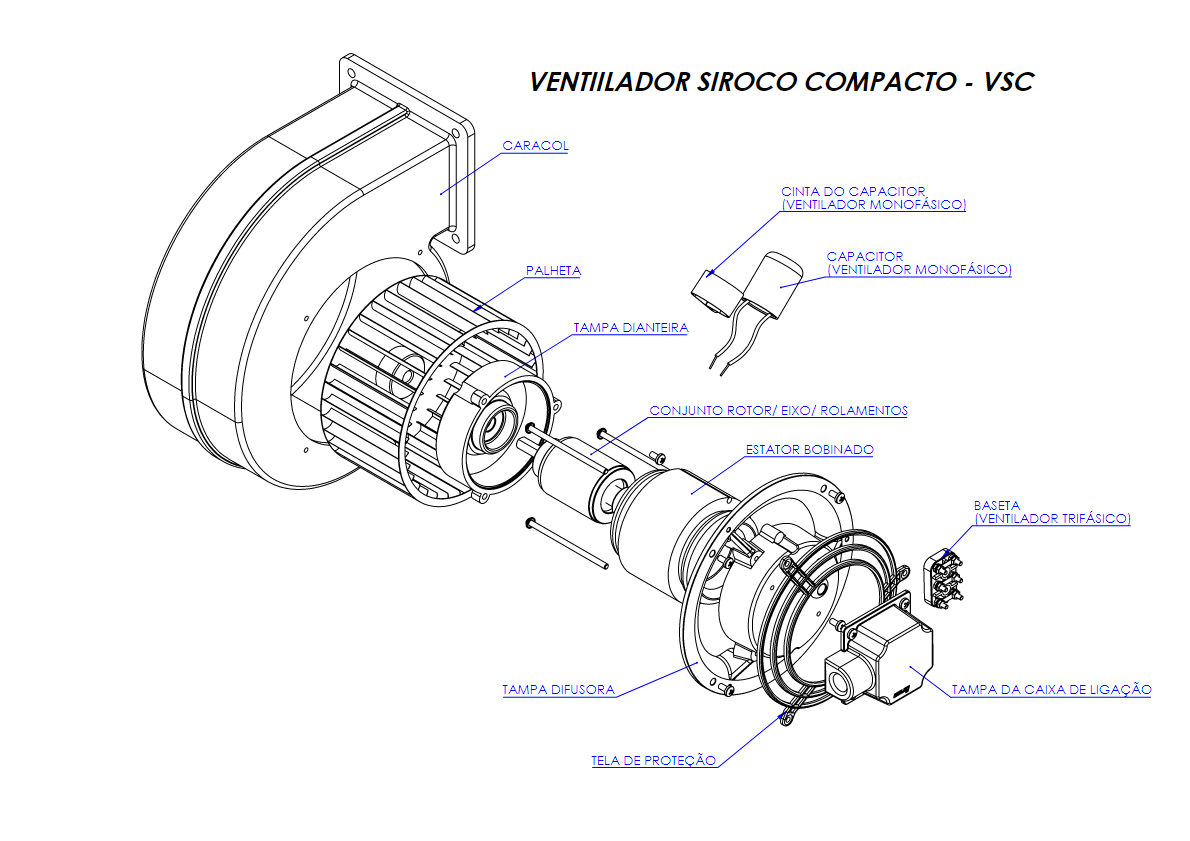 VENTIILADOR SIROCO COMPACTO - VSC
CARACOL
CINTA DO CAPACITOR
(VENTILADOR MONOFÁSICO)
CAPACITOR
(VENTILADOR MONOFÁSICO)
PALHETA
TAMPA DIANTEIRA
CONJUNTO ROTOR/ EIXO/ ROLAMENTOS
ESTATOR BOBINADO
BASETA
(VENTILADOR TRIFÁSICO)
TAMPA DIFUSORA
TAMPA DA CAIXA DE LIGAÇÃO
TELA DE PROTEÇÃO